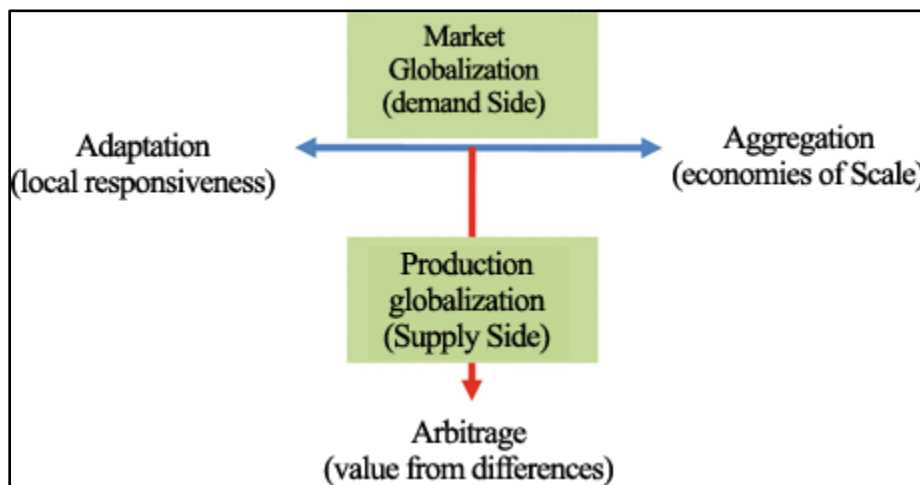 Market
Globalization
(demand Side)
Adaptation
(local responsiveness)
Aggregation
(economies of Scale)
Production
globalization
(Supply Side)
Arbitrage
(value from differences)